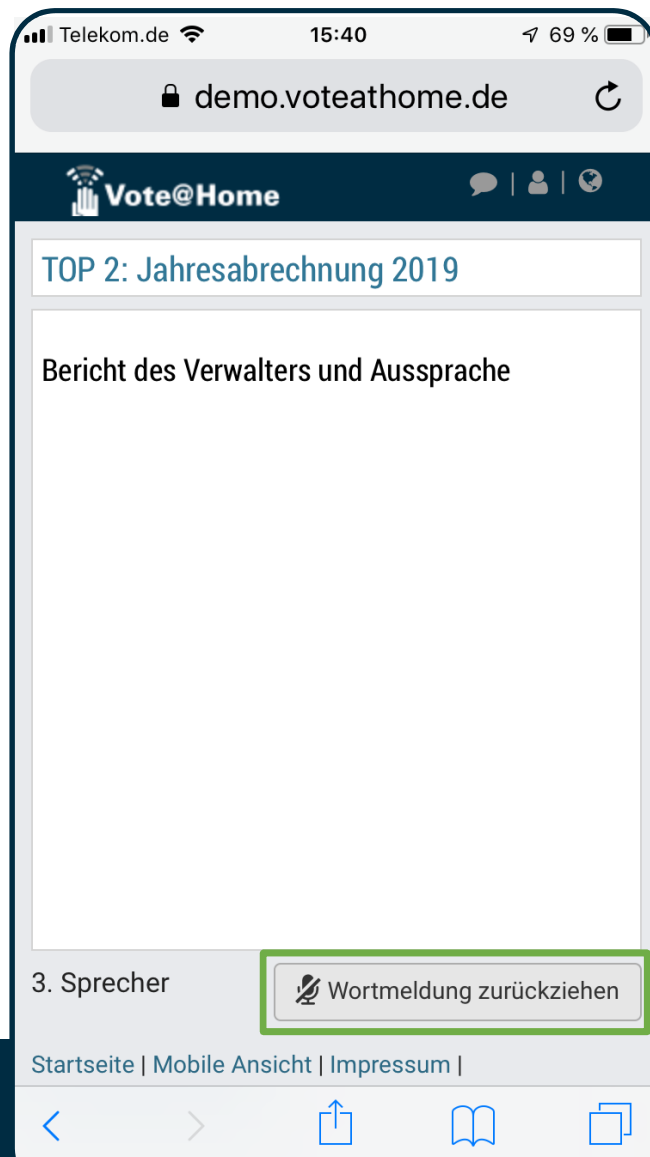 Telekom.de 15:40 69 %
demo.voteathome.de
Vote@Home | |
TOP 2: Jahresabrechnung 2019
Bericht des Verwalters und Aussprache
3. Sprecher Wortmeldung zurückziehen
Startseite | Mobile Ansicht | Impressum |